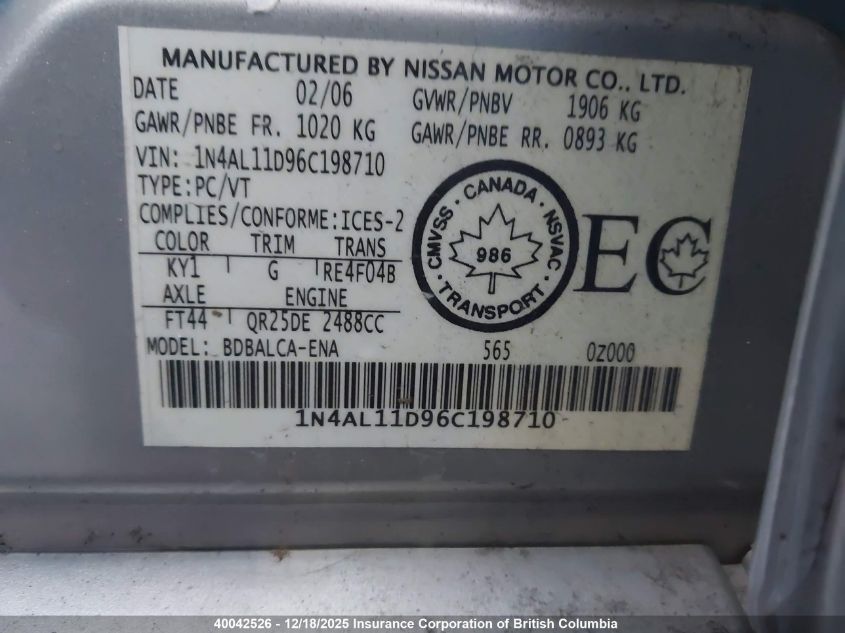 MANUFACTURED BY NISSAN MOTOR CO., LTD.
DATE 02/06 GVWR/PNBV 1906 KG
GAWR/PNBE FR. 1020 KG GAWR/PNBE RR. 0893 KG
VIN: 1N4AL11D96C198710
TYPE:PC/VT
COMPLIES/CONFORME:ICES-2
COLOR TRIM TRANS
KY1 G RE4F04B
AXLE ENGINE
FT44 QR25DE 2488CC
CMVSS · CANADA · NSVAC · TRANSPORT ·
986
EC
MODEL: BDBALCA-ENA 565 0Z000
1N4AL11D96C198710
40042526 - 12/18/2025 Insurance Corporation of British Columbia